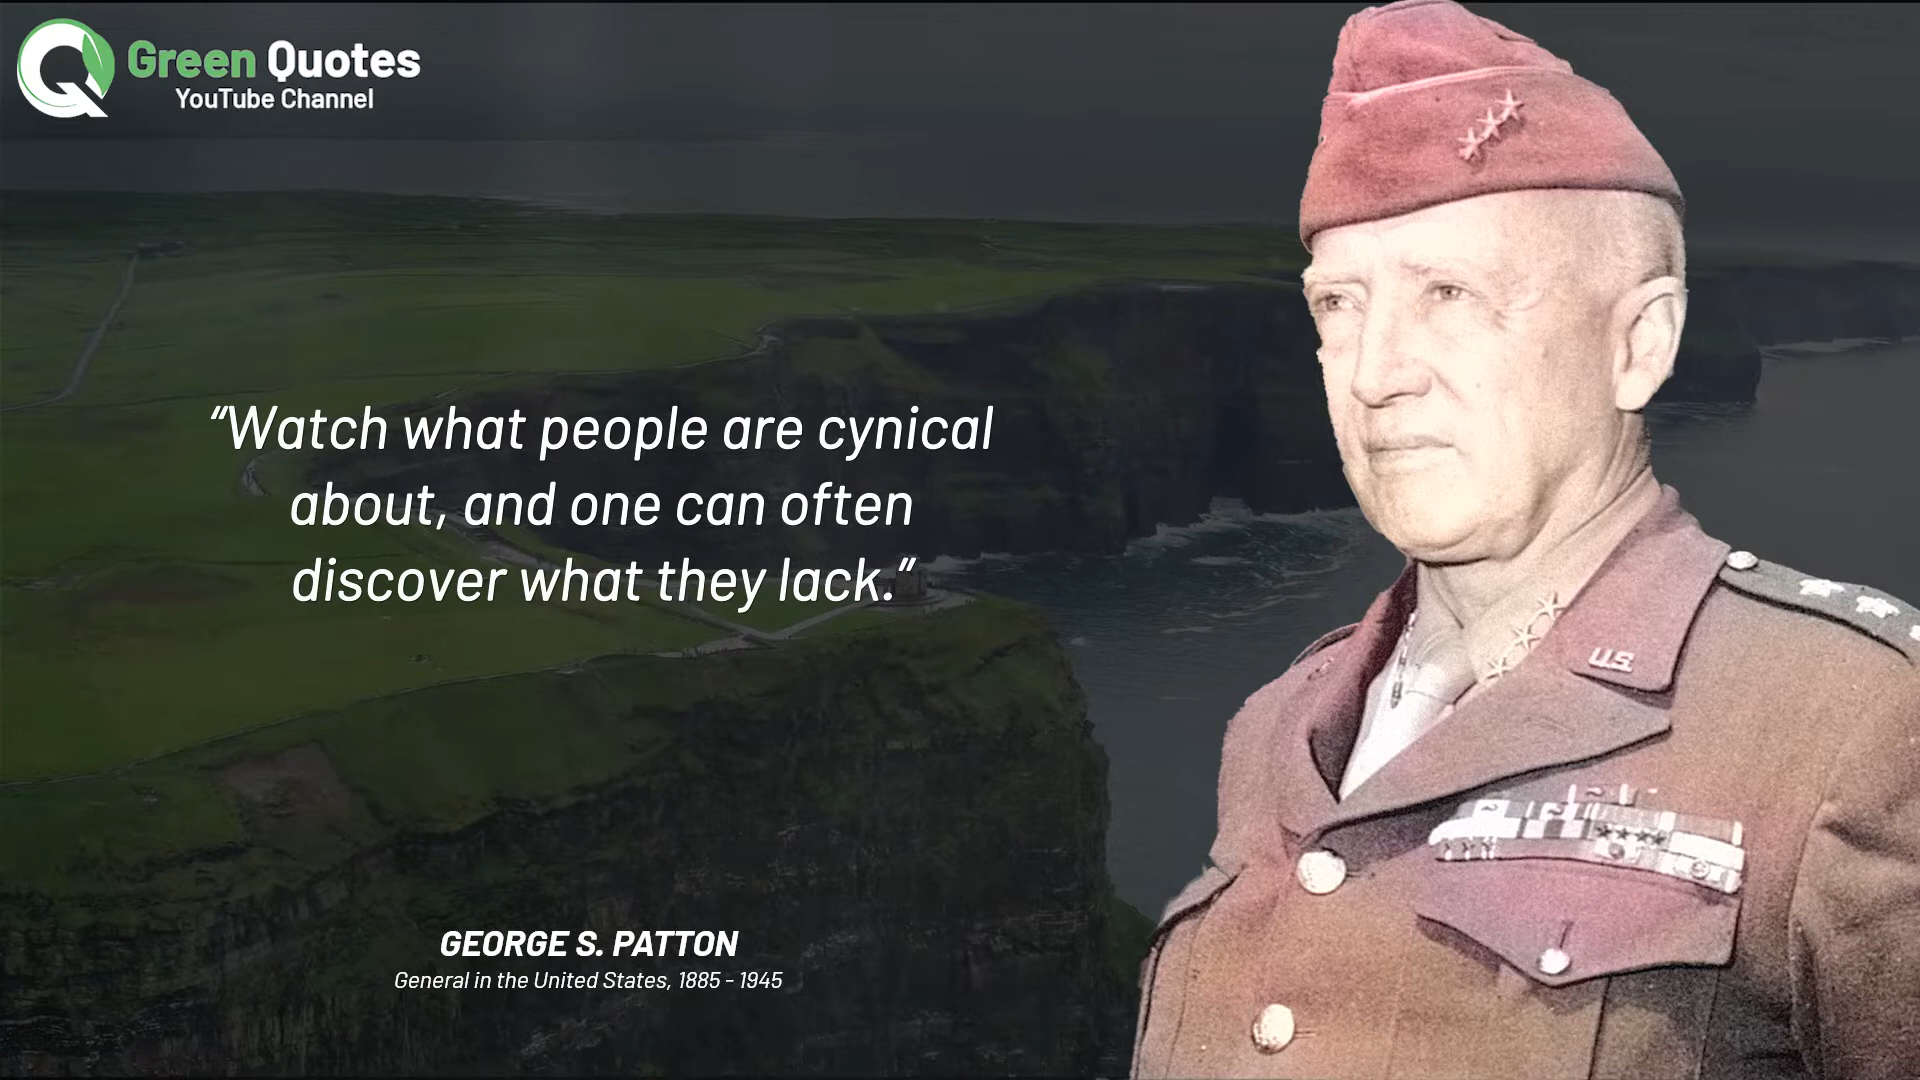 Green Quotes
YouTube Channel
“Watch what people are cynical
about, and one can often
discover what they lack.”
U.S.
GEORGE S. PATTON
General in the United States, 1885 - 1945